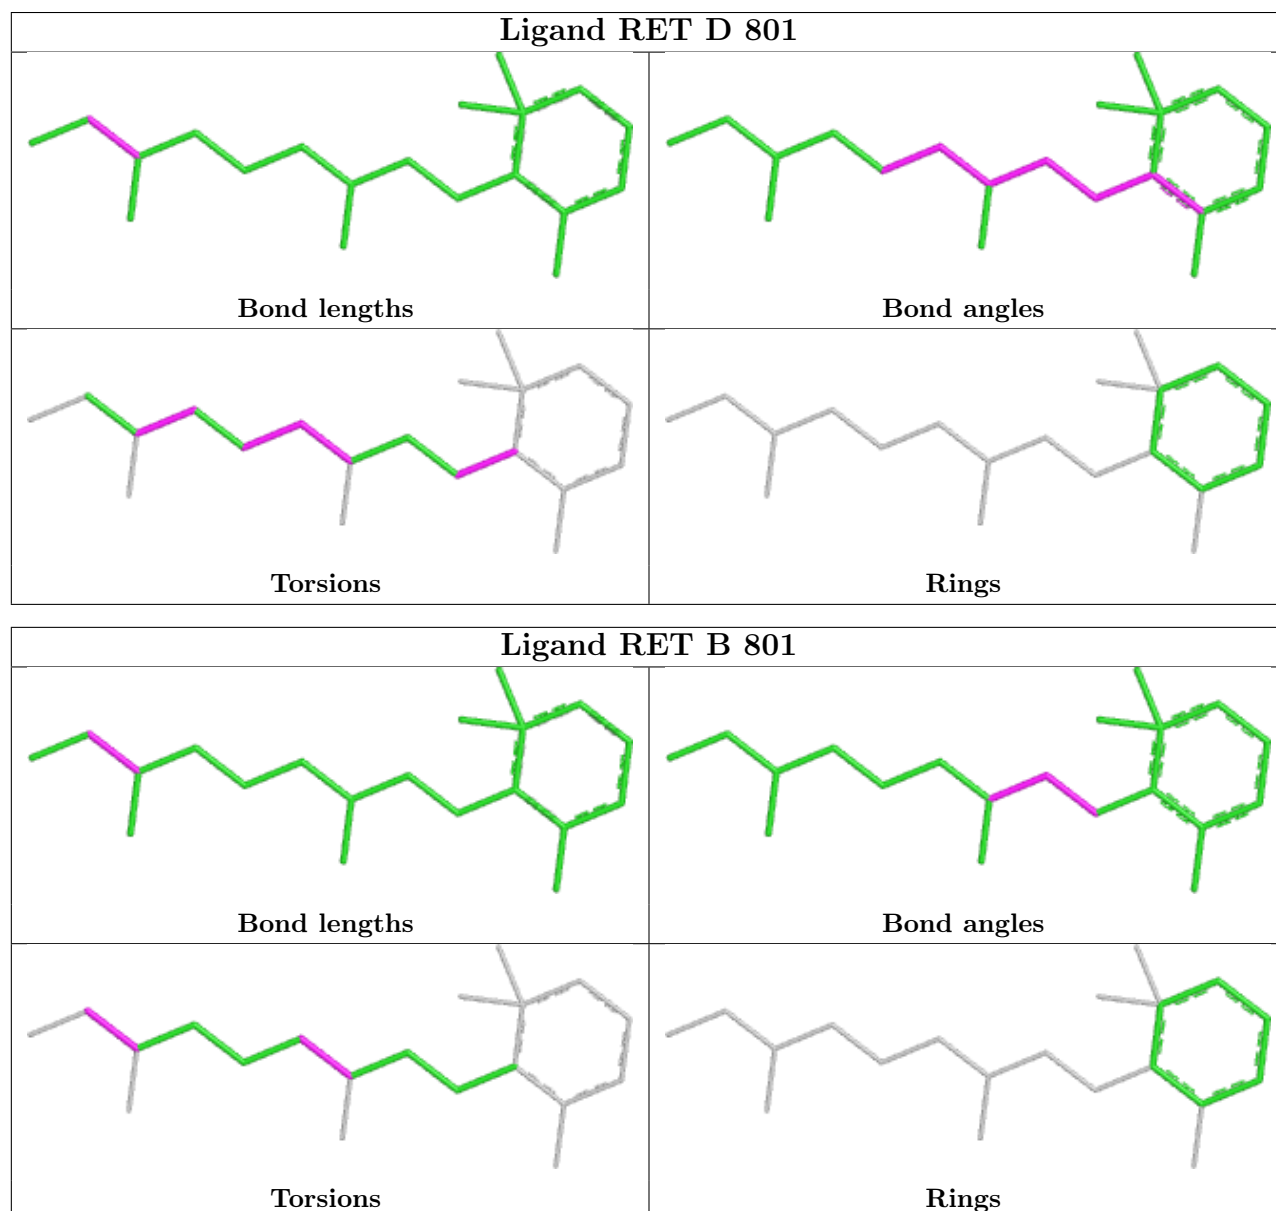 Ligand RET D 801
Bond lengths
Bond angles
Torsions
Rings
Ligand RET B 801
Bond lengths
Bond angles
Torsions
Rings